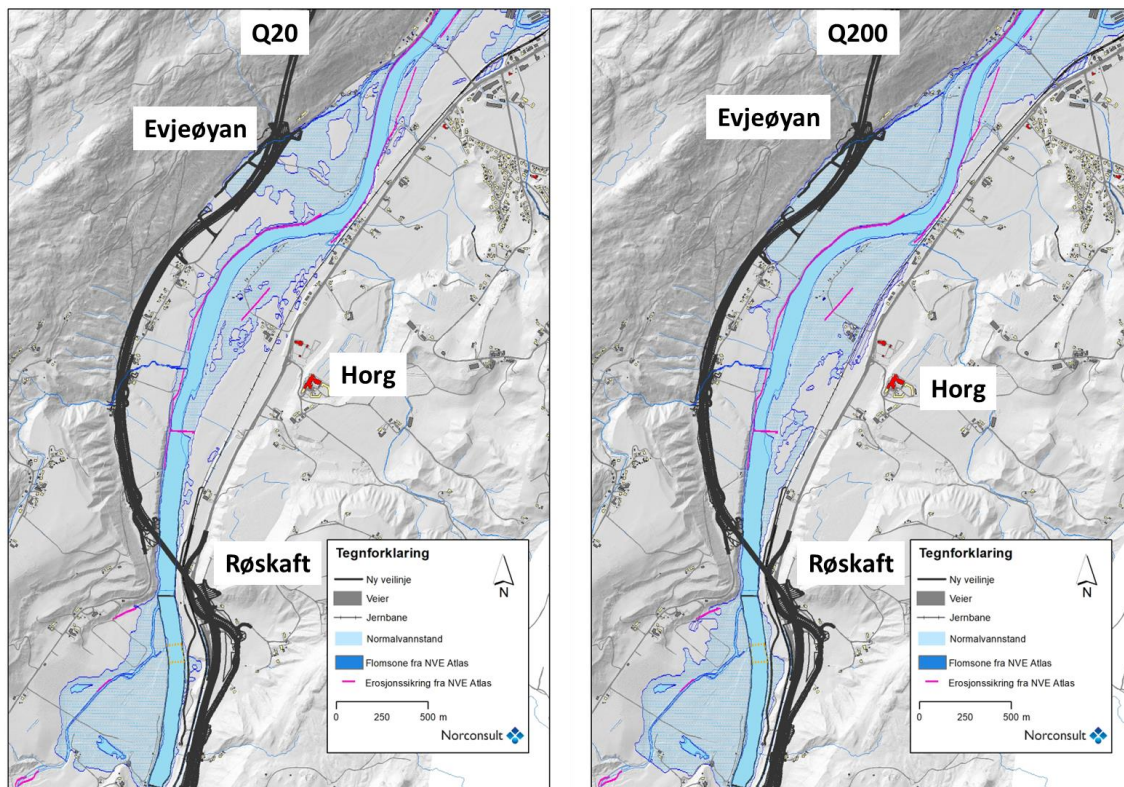 Q20
Evjeøyan
Horg
Røskaft
Tegnforklaring
Ny veilinje
Veier
Jernbane
Normalvannstand
Flomsone fra NVE Atlas
Erosjonssikring fra NVE Atlas
N
0 250 500 m
Norconsult
Q200
Evjeøyan
Horg
Røskaft
Tegnforklaring
Ny veilinje
Veier
Jernbane
Normalvannstand
Flomsone fra NVE Atlas
Erosjonssikring fra NVE Atlas
N
0 250 500 m
Norconsult